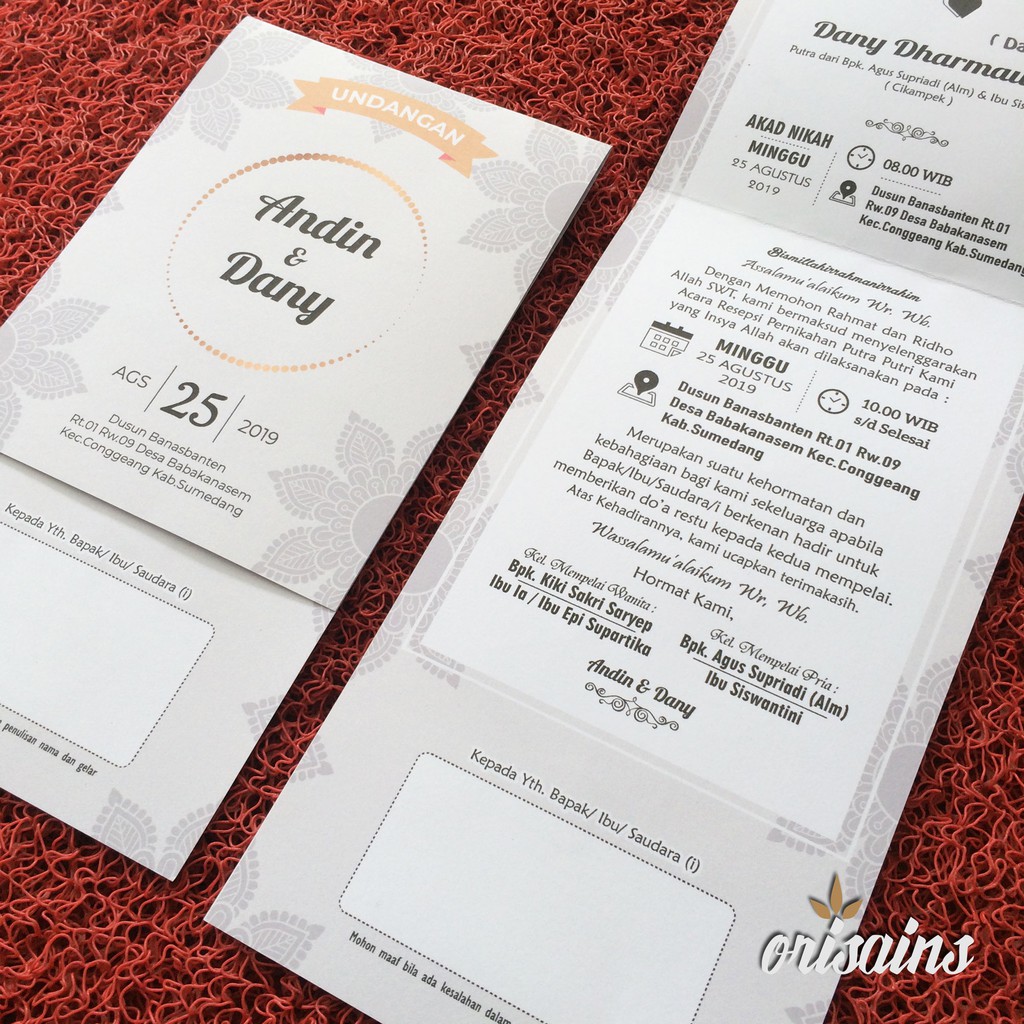 UNDANGAN
Andin
&
Dany
AGS 25 2019
Dusun Banasbanten
Rt.01 Rw.09 Desa Babakanasem
Kec.Conggeang Kab.Sumedang
Kepada Yth. Bapak/ Ibu/ Saudara (i)
penulisan nama dan gelar
Dany Dharmaw
Putra dari Bpk. Agus Supriadi (Alm) & Ibu Sis
( Cikampek )
( Da
AKAD NIKAH
MINGGU
25 AGUSTUS
2019
08.00 WIB
Dusun Banasbanten Rt.01
Rw.09 Desa Babakanasem
Kec.Conggeang Kab.Sumedang
Bismillahirrahmanirrahim
Assalamu'alaikum Wr. Wb.
Dengan Memohon Rahmat dan Ridho
Allah SWT. kami bermaksud menyelenggarakan
Acara Resepsi Pernikahan Putra Putri Kami
yang Insya Allah akan dilaksanakan pada :
MINGGU
25 AGUSTUS
2019
10.00 WIB
s/d Selesai
Dusun Banasbanten Rt.01 Rw.09
Desa Babakanasem Kec.Conggeang
Kab.Sumedang
Merupakan suatu kehormatan dan
kebahagiaan bagi kami sekeluarga apabila
Bapak/Ibu/Saudara/i berkenan hadir untuk
memberikan do'a restu kepada kedua mempelai.
Atas Kehadirannya, kami ucapkan terimakasih.
Wassalamu'alaikum Wr, Wb.
Hormat Kami,
Kel. Mempelai Wanita :
Bpk. Kiki Sakri Saryep
Ibu Ia / Ibu Epi Supartika
Kel. Mempelai Pria :
Bpk. Agus Supriadi (Alm)
Ibu Siswantini
Andin & Dany
Kepada Yth. Bapak/ Ibu/ Saudara (i)
Mohon maaf bila ada kesalahan dalam
orisains